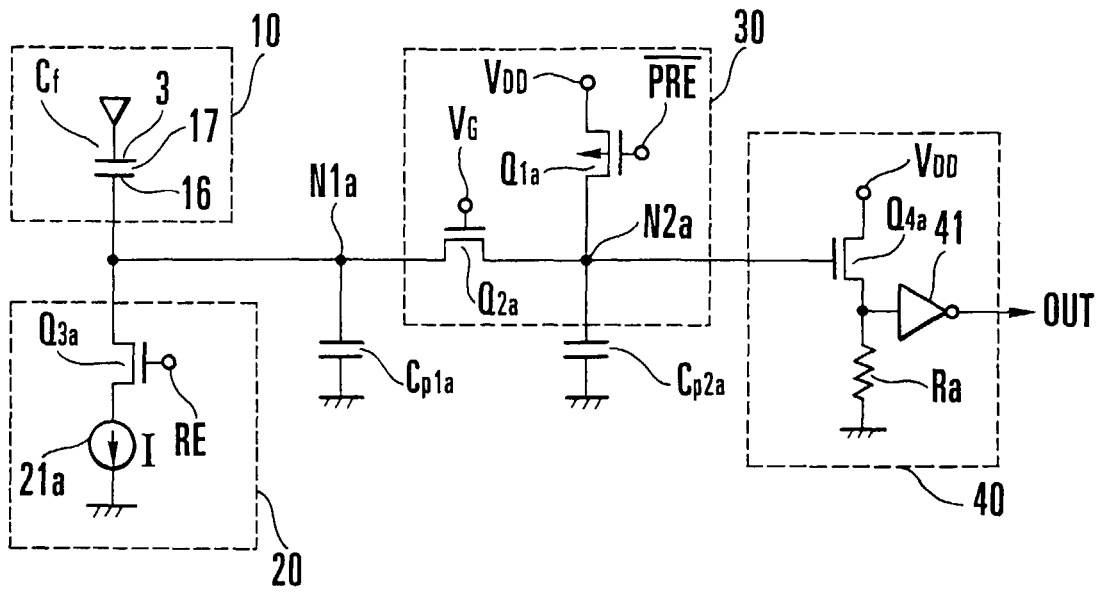 10
Cf
3
17
16
30
VDD
PRE
VG
Q1a
N1a
N2a
Q2a
VDD
Q4a
41
OUT
Q3a
RE
21a
I
20
Cp1a
Cp2a
Ra
40